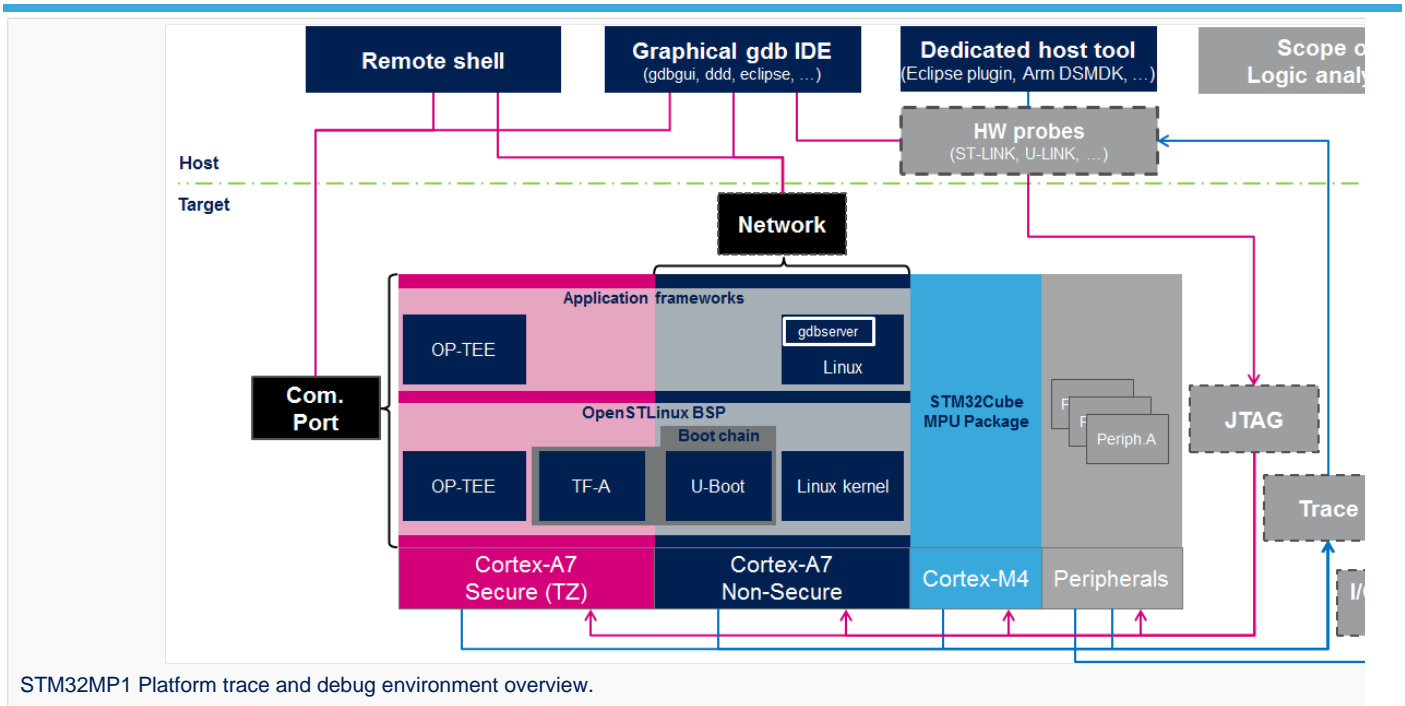 Remote shell
Graphical gdb IDE
(gdbgui, ddd, eclipse, …)
Dedicated host tool
(Eclipse plugin, Arm DSMDK, …)
Scope o
Logic analy
HW probes
(ST-LINK, U-LINK, …)
Host
Target
Network
Application frameworks
OP-TEE
gdbserver
Linux
Com.
Port
OpenSTLinux BSP
Boot chain
OP-TEE
TF-A
U-Boot
Linux kernel
STM32Cube
MPU Package
P
P
Periph.A
JTAG
Trace
I/
Cortex-A7
Secure (TZ)
Cortex-A7
Non-Secure
Cortex-M4
Peripherals
STM32MP1 Platform trace and debug environment overview.